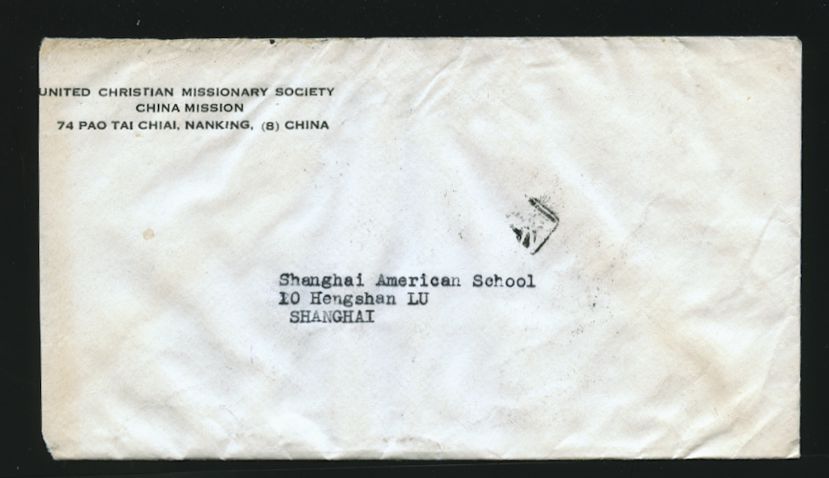 UNITED CHRISTIAN MISSIONARY SOCIETY
CHINA MISSION
74 PAO TAI CHIAI, NANKING, (8) CHINA
Shanghai American School
10 Hengshan LU
SHANGHAI